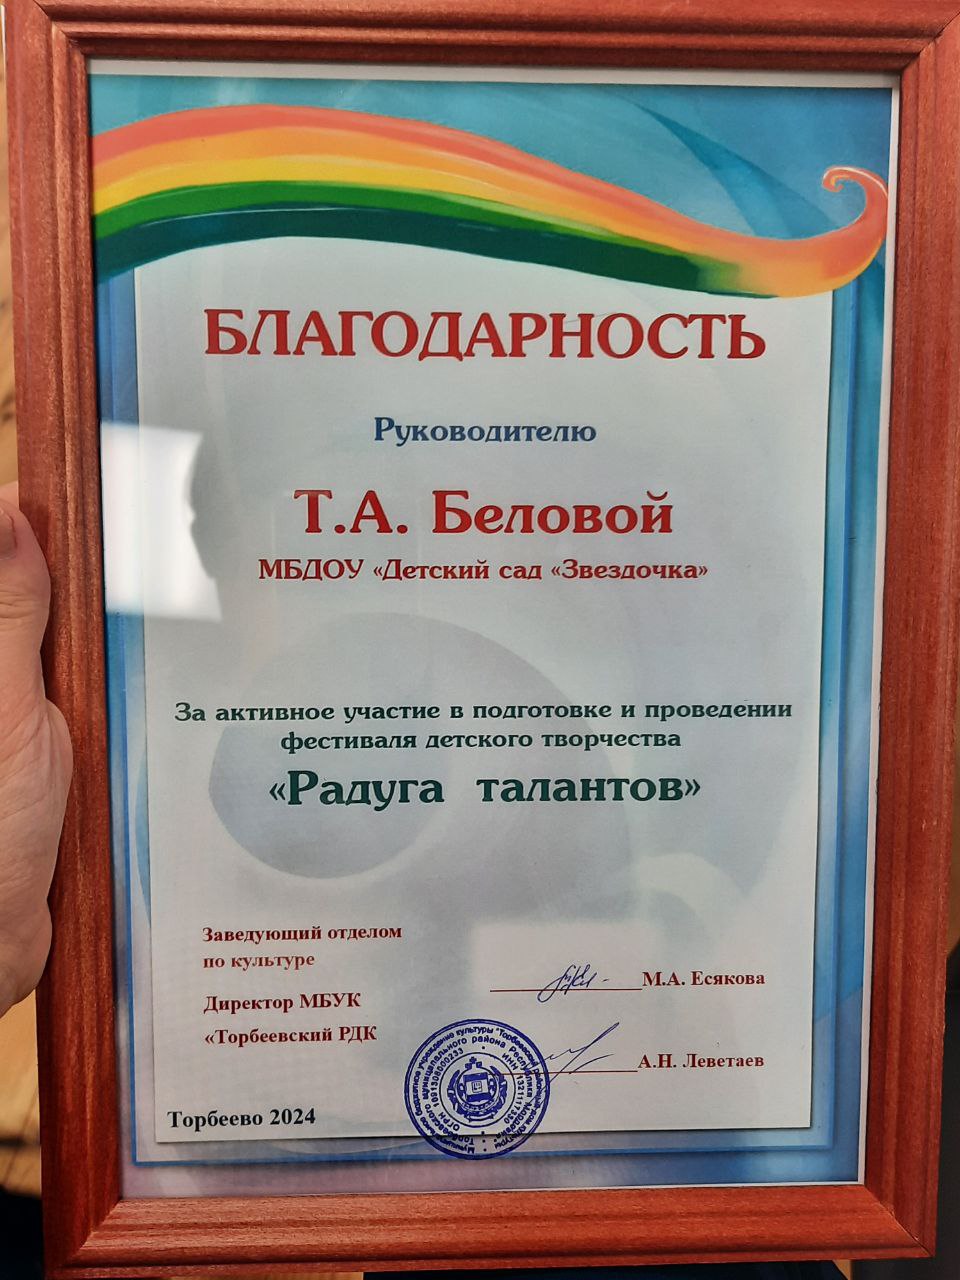 БЛАГОДАРНОСТЬ
Руководителю
Т.А. Беловой
МБДОУ «Детский сад «Звездочка»
За активное участие в подготовке и проведении
фестиваля детского творчества
«Радуга талантов»
Заведующий отделом
по культуре
М.А. Есякова
Директор МБУК
«Торбеевский РДК
А.Н. Леветаев
Торбеево 2024